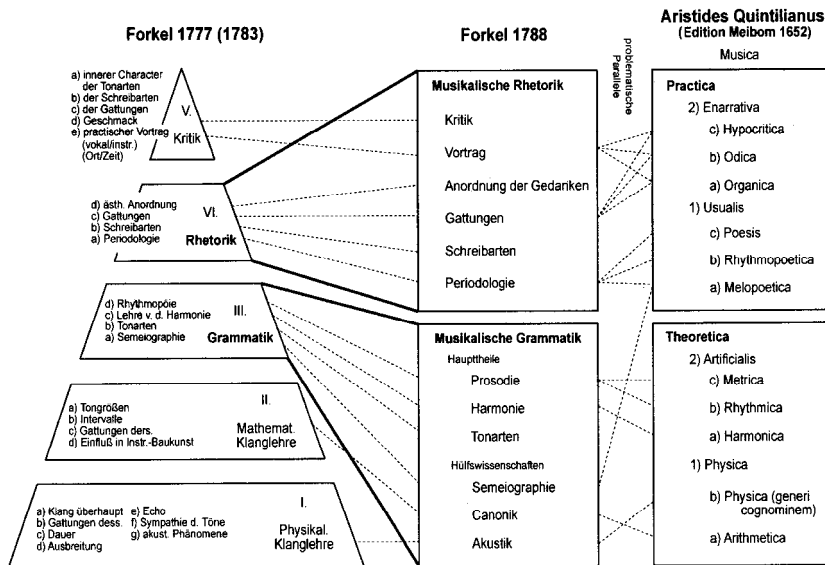 Forkel 1777 (1783)
a) innerer Character
der Tonarten
b) der Schreibarten
c) der Gattungen
d) Geschmack
e) practischer Vortrag
(vokal/instr.)
(Ort/Zeit)
V.
Kritik
d) ästh. Anordnung
c) Gattungen
b) Schreibarten
a) Periodologie
VI.
Rhetorik
d) Rhythmopöie
c) Lehre v. d. Harmonie
b) Tonarten
a) Semeiographie
III.
Grammatik
a) Tongrößen
b) Intervalle
c) Gattungen ders.
d) Einfluß in Instr.-Baukunst
II.
Mathemat.
Klanglehre
a) Klang überhaupt
b) Gattungen dess.
c) Dauer
d) Ausbreitung
e) Echo
f) Sympathie d. Töne
g) akust. Phänomene
I.
Physikal.
Klanglehre
Forkel 1788
Musikalische Rhetorik
Kritik
Vortrag
Anordnung der Gedariken
Gattungen
Schreibarten
Periodologie
Musikalische Grammatik
Haupttheile
Prosodie
Harmonie
Tonarten
Hülfswissenschaften
Semeiographie
Canonik
Akustik
problematische
Parallele
Aristides Quintilianus
(Edition Meibom 1652)
Musica
Practica
2) Enarrativa
c) Hypocritica
b) Odica
a) Organica
1) Usualis
c) Poesis
b) Rhythmopoetica
a) Melopoetica
Theoretica
2) Artificialis
c) Metrica
b) Rhythmica
a) Harmonica
1) Physica
b) Physica (generi
cognominem)
a) Arithmetica